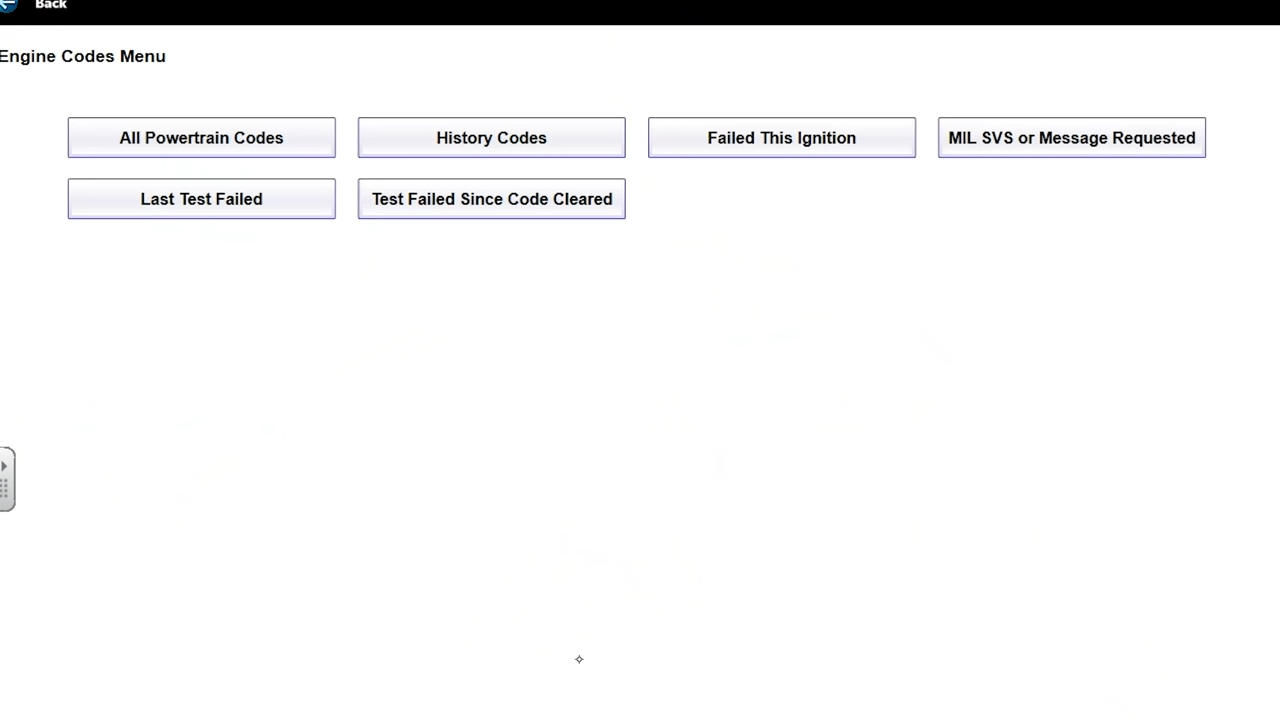 Back
Engine Codes Menu
All Powertrain Codes
History Codes
Failed This Ignition
MIL SVS or Message Requested
Last Test Failed
Test Failed Since Code Cleared